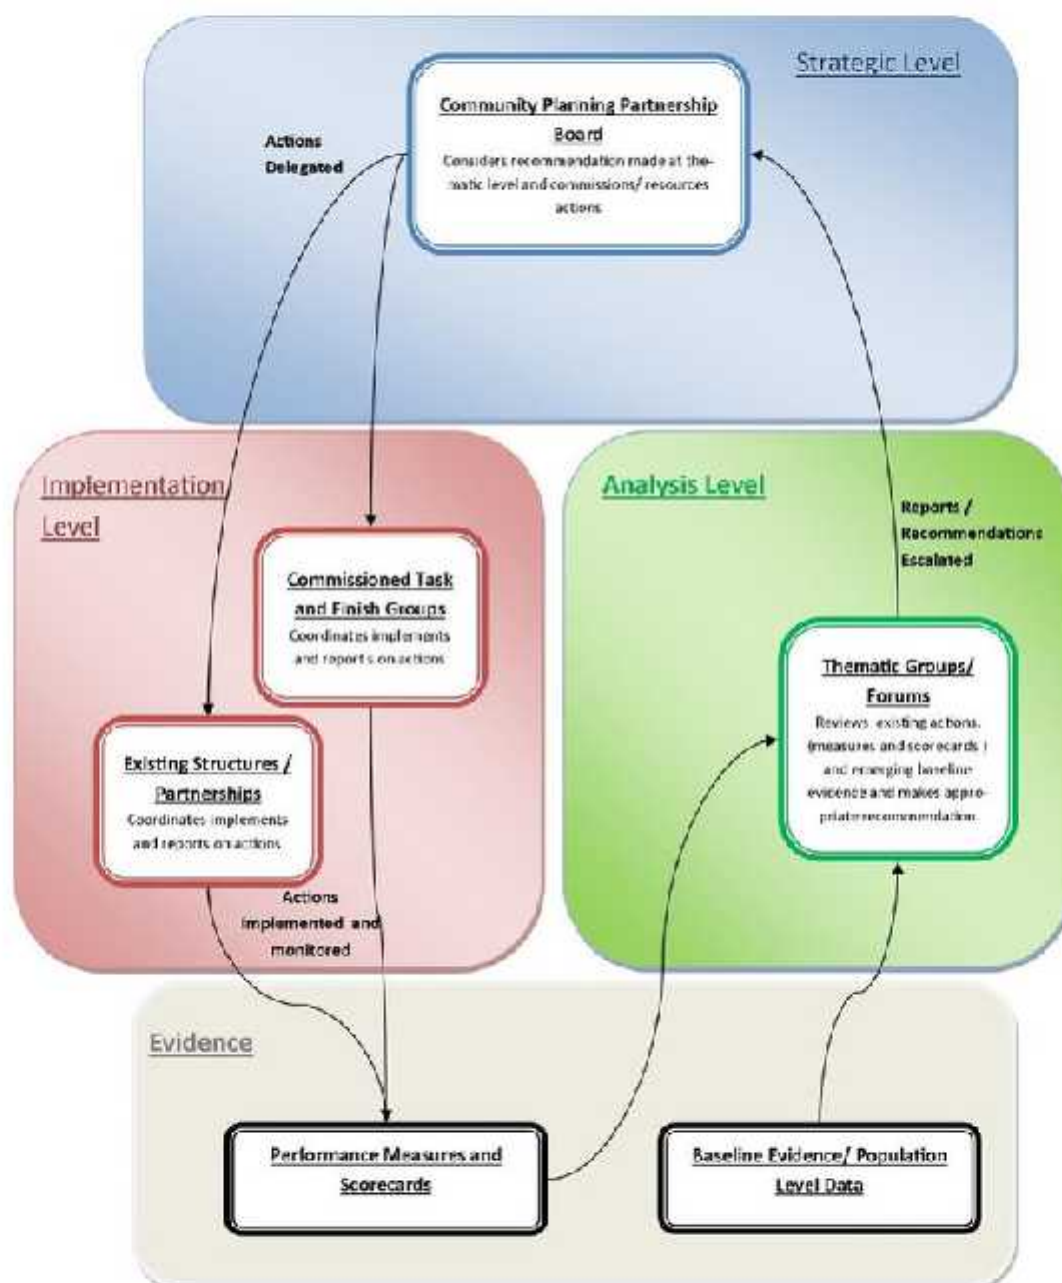 Strategic Level
Community Planning Partnership
Board
Considers recommendation made at the-
matic level and commissions/ resources
actions
Actions
Delegated
Implementation
Level
Commissioned Task
and Finish Groups
Coordinates implements
and reports on actions
Existing Structures /
Partnerships
Coordinates implements
and reports on actions
Actions
implemented and
monitored
Analysis Level
Reports /
Recommendations
Escalated
Thematic Groups/
Forums
Reviews existing actions.
(measures and scorecards )
and emerging baseline
evidence and makes appro-
priate recommendation
Evidence
Performance Measures and
Scorecards
Baseline Evidence/ Population
Level Data